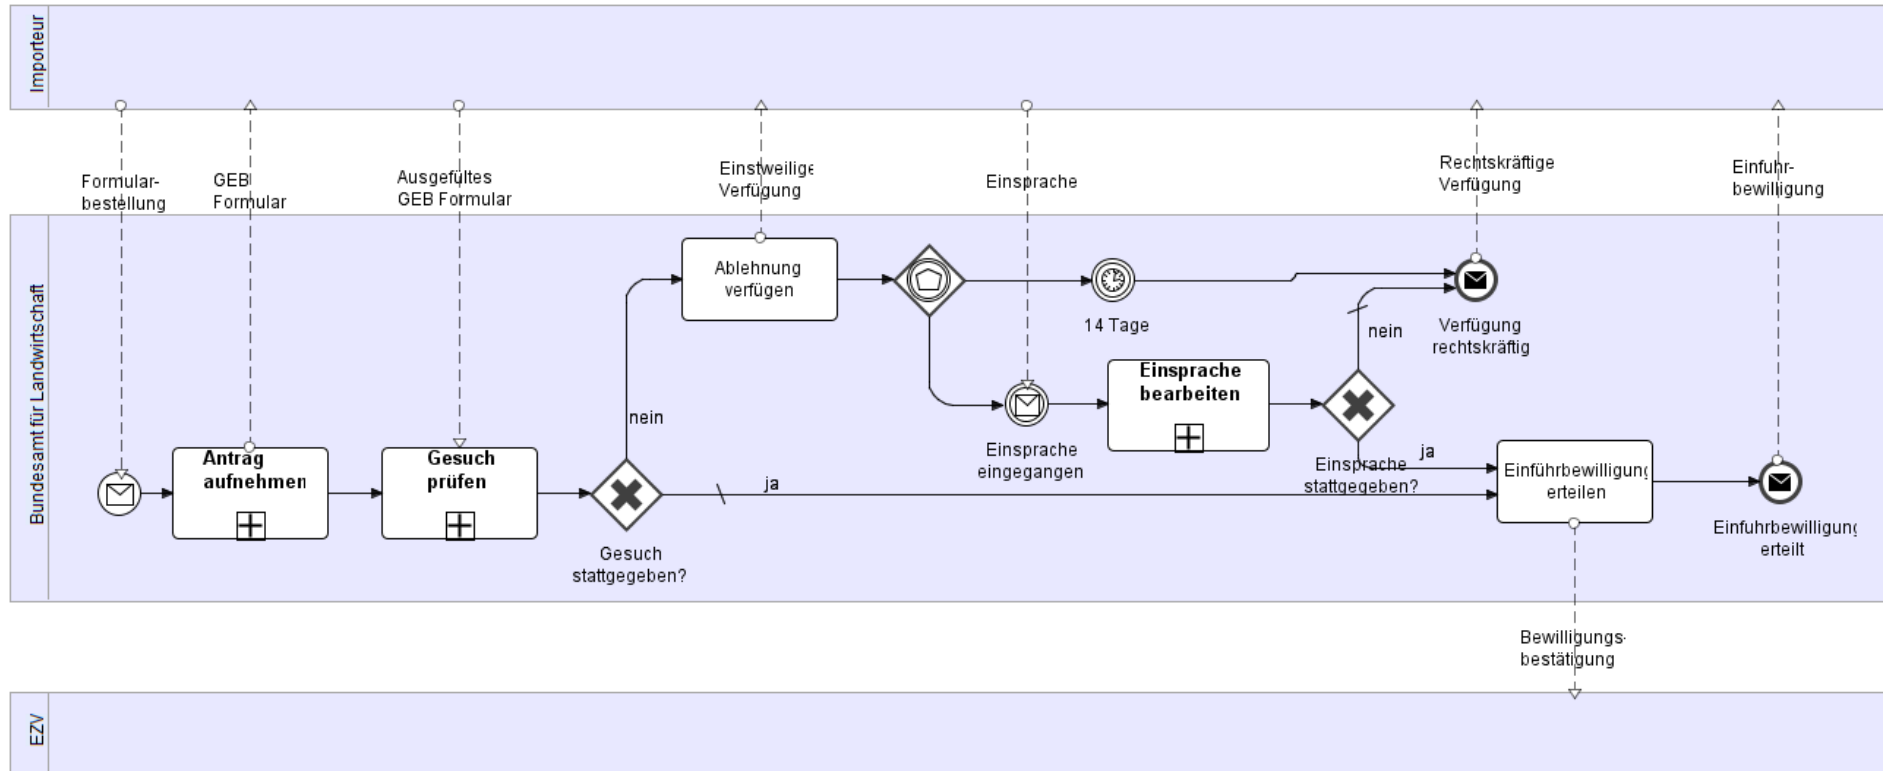 Importeur
Formular-
bestellung
GEB
Formular
Ausgefültes
GEB Formular
Einstweilige
Verfügung
Einsprache
Rechtskräftige
Verfügung
Einfuhr-
bewilligung
Bundesamt für Landwirtschaft
Ablehnung
verfügen
14 Tage
nein
Verfügung
rechtskräftig
Einsprache
bearbeiten
nein
Einsprache
eingegangen
Antrag
aufnehmen
Gesuch
prüfen
Einsprache
stattgegeben?
ja
ja
Einführbewilligung
erteilen
Gesuch
stattgegeben?
Einfuhrbewilligung
erteilt
Bewilligungs-
bestätigung
EZV